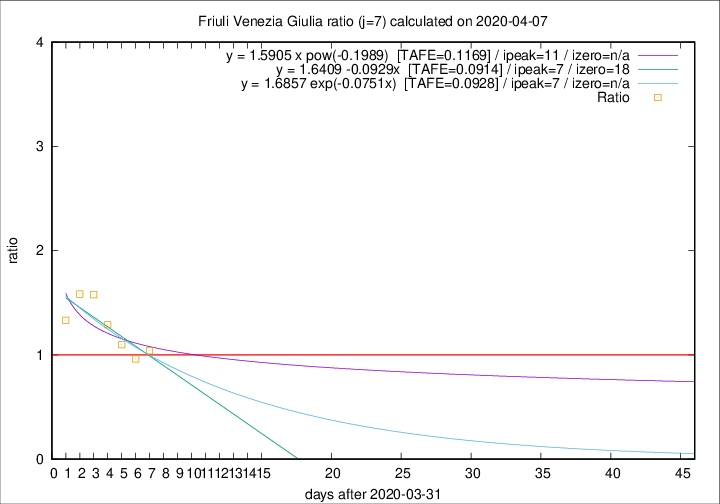 Friuli Venezia Giulia ratio (j=7) calculated on 2020-04-07
y = 1.5905 x pow(-0.1989)  [TAFE=0.1169] / ipeak=11 / izero=n/a
y = 1.6409 -0.0929x  [TAFE=0.0914] / ipeak=7 / izero=18
y = 1.6857 exp(-0.0751x)  [TAFE=0.0928] / ipeak=7 / izero=n/a
Ratio
4
3
2
1
0
ratio
0 1 2 3 4 5 6 7 8 9 10 11 12 13 14 15 20 25 30 35 40 45
days after 2020-03-31